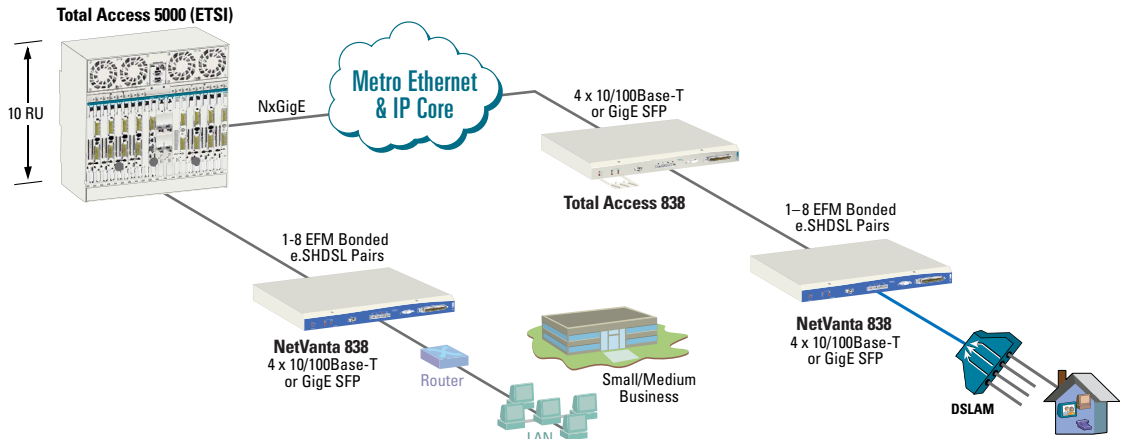 Total Access 5000 (ETSI)
10 RU
NxGigE
Metro Ethernet
& IP Core
4 x 10/100Base-T
or GigE SFP
Total Access 838
1-8 EFM Bonded
e.SHDSL Pairs
NetVanta 838
4 x 10/100Base-T
or GigE SFP
Router
LAN
Small/Medium
Business
1–8 EFM Bonded
e.SHDSL Pairs
NetVanta 838
4 x 10/100Base-T
or GigE SFP
DSLAM